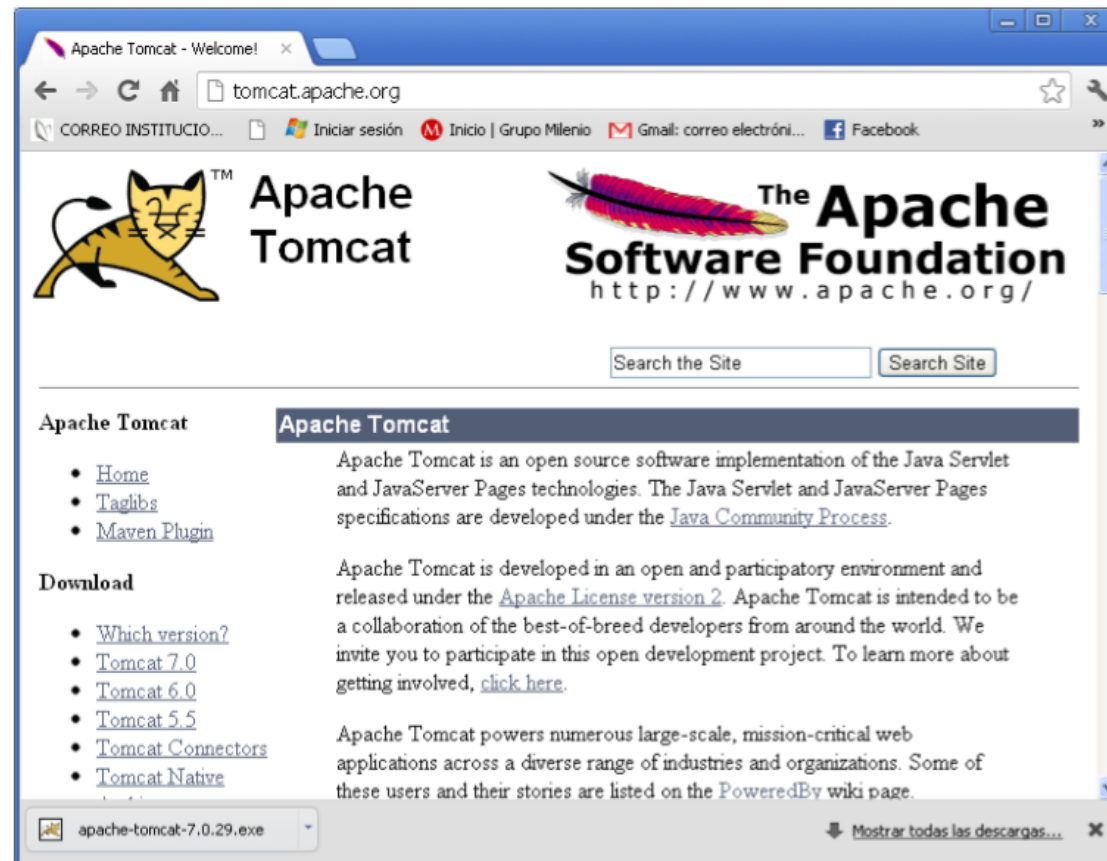 Apache Tomcat - Welcome!
tomcat.apache.org
CORREO INSTITUCIO... Iniciar sesión Inicio | Grupo Milenio Gmail: correo electróni... Facebook »
TM
Apache
Tomcat
The Apache
Software Foundation
http://www.apache.org/
Search the Site Search Site
Apache Tomcat
Home
Taglibs
Maven Plugin
Download
Which version?
Tomcat 7.0
Tomcat 6.0
Tomcat 5.5
Tomcat Connectors
Tomcat Native
Apache Tomcat
Apache Tomcat is an open source software implementation of the Java Servlet
and JavaServer Pages technologies. The Java Servlet and JavaServer Pages
specifications are developed under the Java Community Process.
Apache Tomcat is developed in an open and participatory environment and
released under the Apache License version 2. Apache Tomcat is intended to be
a collaboration of the best-of-breed developers from around the world. We
invite you to participate in this open development project. To learn more about
getting involved, click here.
Apache Tomcat powers numerous large-scale, mission-critical web
applications across a diverse range of industries and organizations. Some of
these users and their stories are listed on the PoweredBy wiki page.
apache-tomcat-7.0.29.exe
Mostrar todas las descargas...